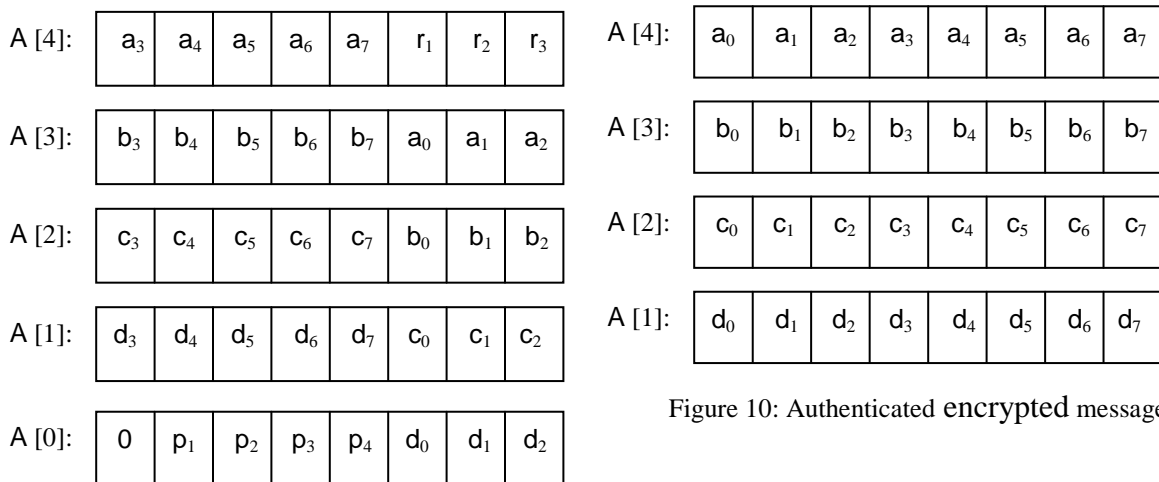 A [4]: a3 a4 a5 a6 a7 r1 r2 r3
A [3]: b3 b4 b5 b6 b7 a0 a1 a2
A [2]: c3 c4 c5 c6 c7 b0 b1 b2
A [1]: d3 d4 d5 d6 d7 c0 c1 c2
A [0]: 0 p1 p2 p3 p4 d0 d1 d2
A [4]: a0 a1 a2 a3 a4 a5 a6 a7
A [3]: b0 b1 b2 b3 b4 b5 b6 b7
A [2]: c0 c1 c2 c3 c4 c5 c6 c7
A [1]: d0 d1 d2 d3 d4 d5 d6 d7
Figure 10: Authenticated encrypted message